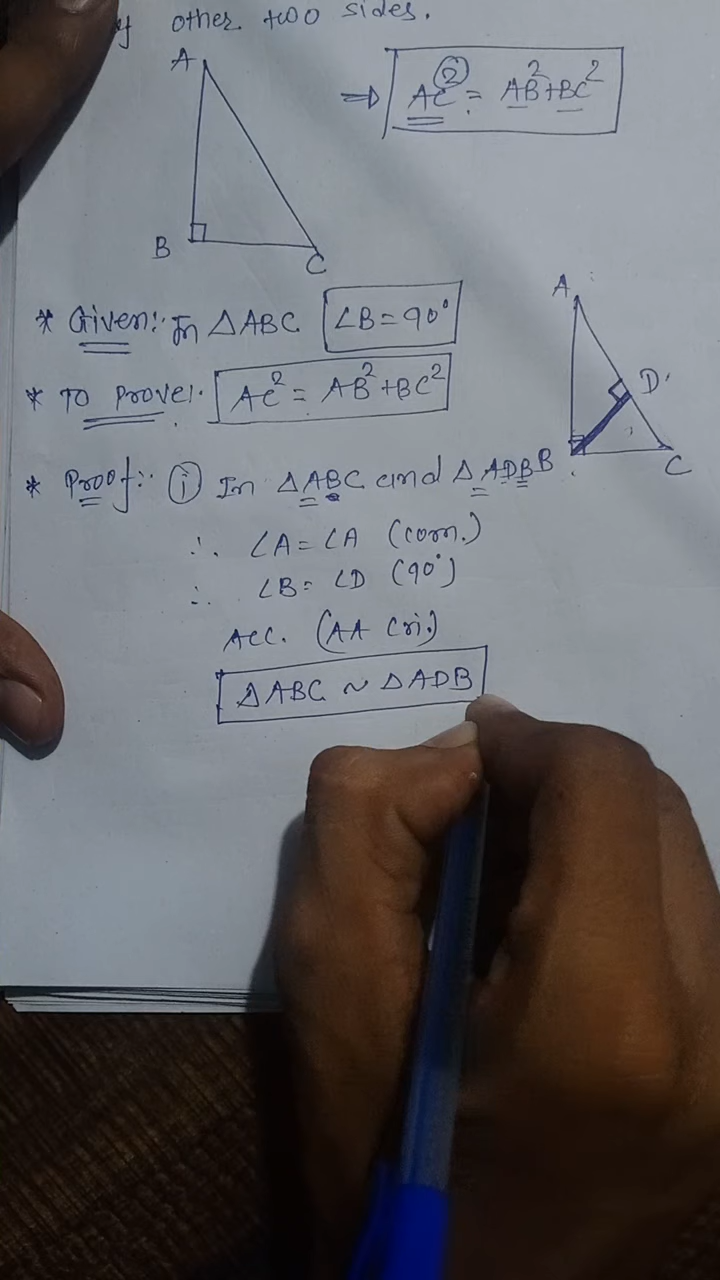 other two sides.
A
⇒ AC² = AB² + BC²
B
C
* Given:- In △ABC ∠B = 90°
A
* To Prove:- AC² = AB² + BC²
D
* Proof:- (i) In △ABC and △ADB
B
C
∴ ∠A = ∠A (com.)
∴ ∠B = ∠D (90°)
Acc. (AA Cri.)
△ABC ~ △ADB